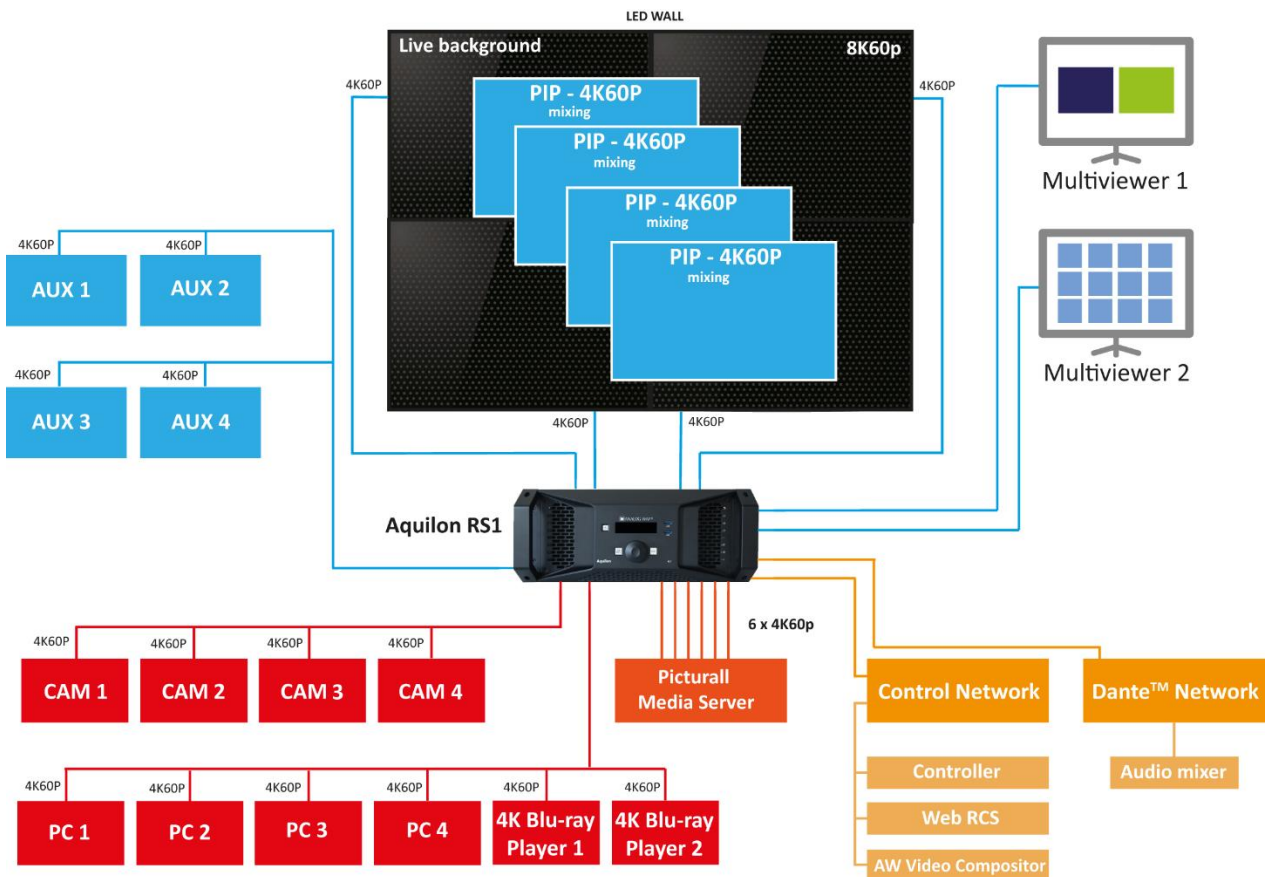 LED WALL
Live background
8K60p
4K60P
4K60P
PIP - 4K60P
mixing
PIP - 4K60P
mixing
PIP - 4K60P
mixing
PIP - 4K60P
mixing
Multiviewer 1
Multiviewer 2
4K60P
4K60P
AUX 1
AUX 2
4K60P
4K60P
AUX 3
AUX 4
4K60P
4K60P
Aquilon RS1
ANALOG WAY
Aquilon
6 x 4K60p
4K60P
4K60P
4K60P
4K60P
CAM 1
CAM 2
CAM 3
CAM 4
Picturall
Media Server
Control Network
Dante™ Network
Controller
Audio mixer
Web RCS
AW Video Compositor
4K60P
4K60P
4K60P
4K60P
4K60P
4K60P
PC 1
PC 2
PC 3
PC 4
4K Blu-ray
Player 1
4K Blu-ray
Player 2